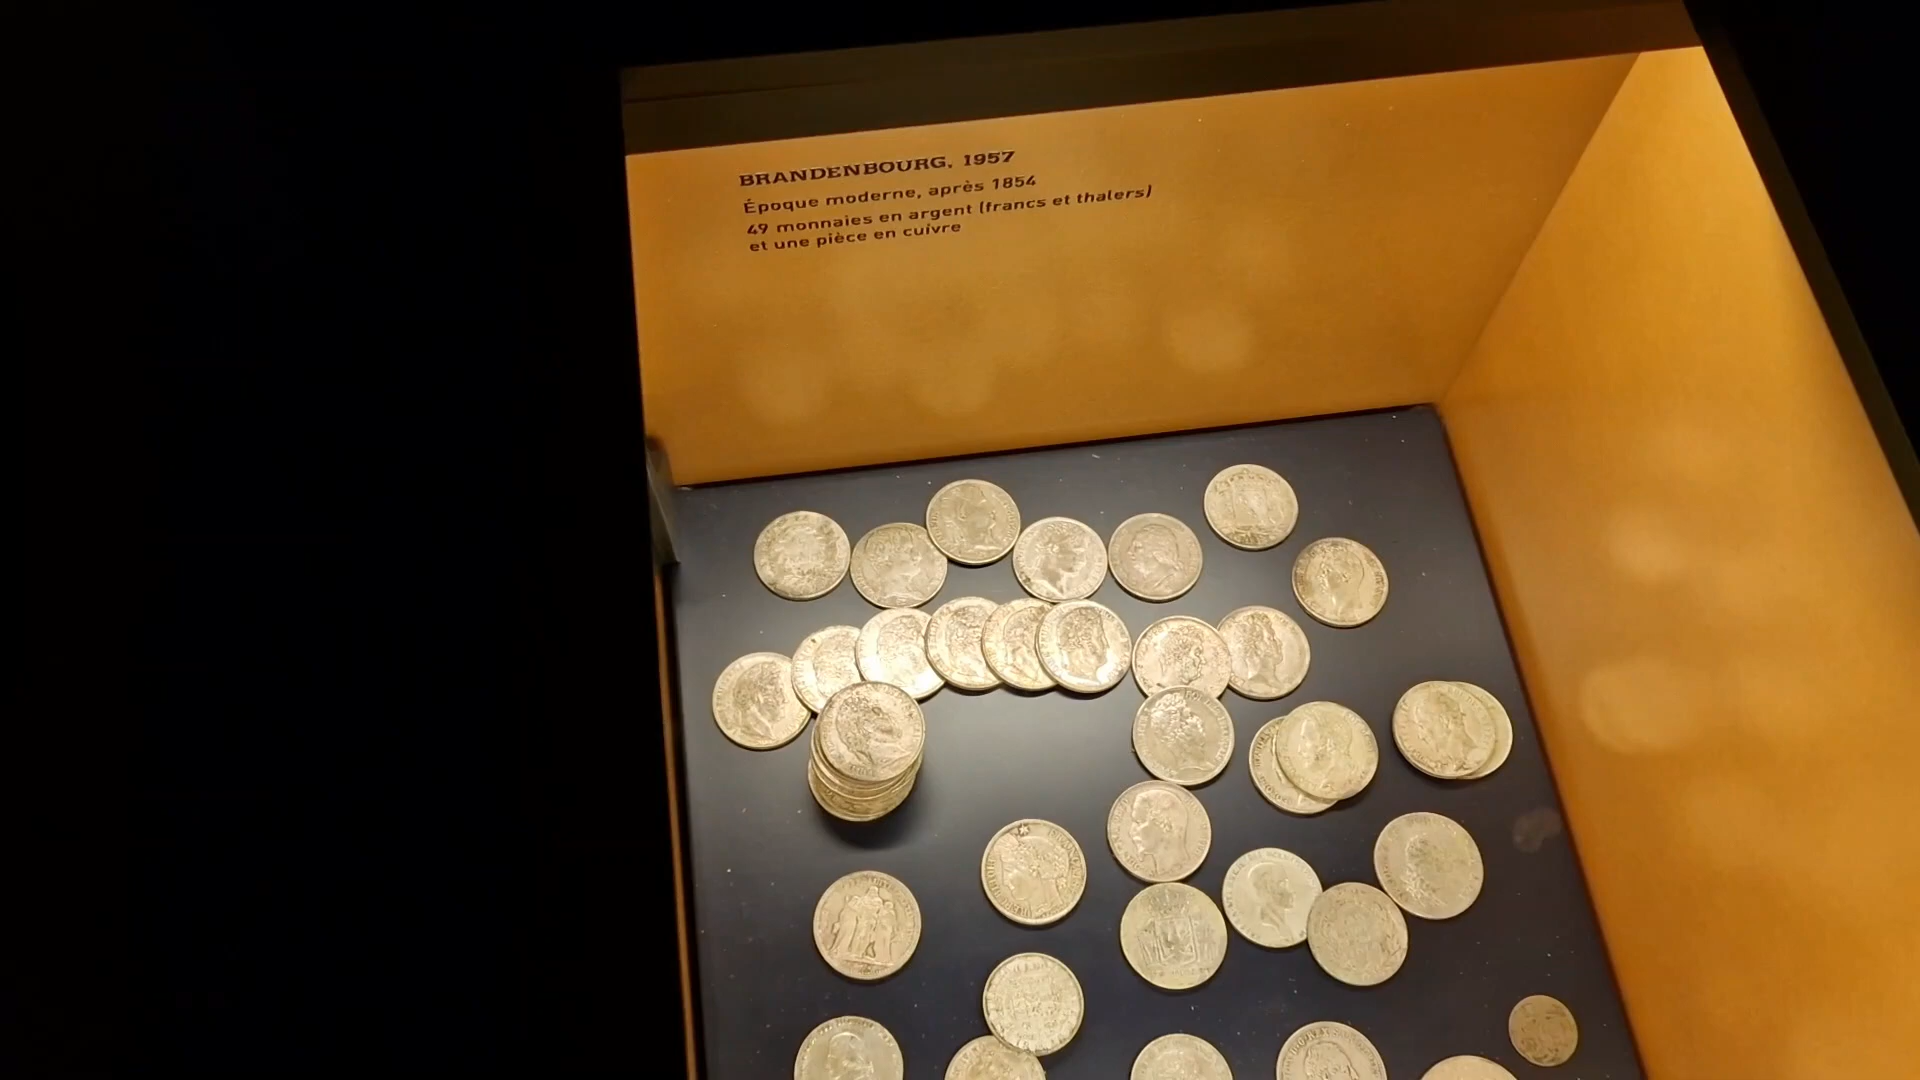 BRANDENBOURG, 1957
Époque moderne, après 1854
49 monnaies en argent (francs et thalers)
et une pièce en cuivre